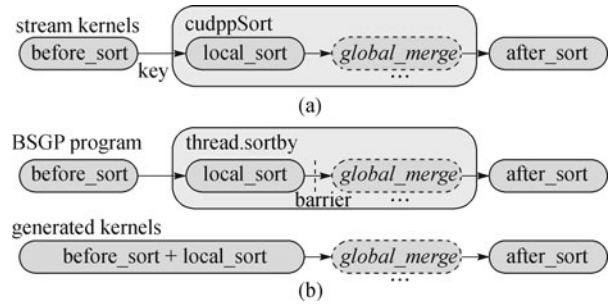 stream kernels
cudppSort
before_sort
local_sort
global_merge
after_sort
key
...
(a)
BSGP program
thread.sortby
before_sort
local_sort
global_merge
after_sort
barrier
...
generated kernels
before_sort + local_sort
global_merge
after_sort
...
(b)